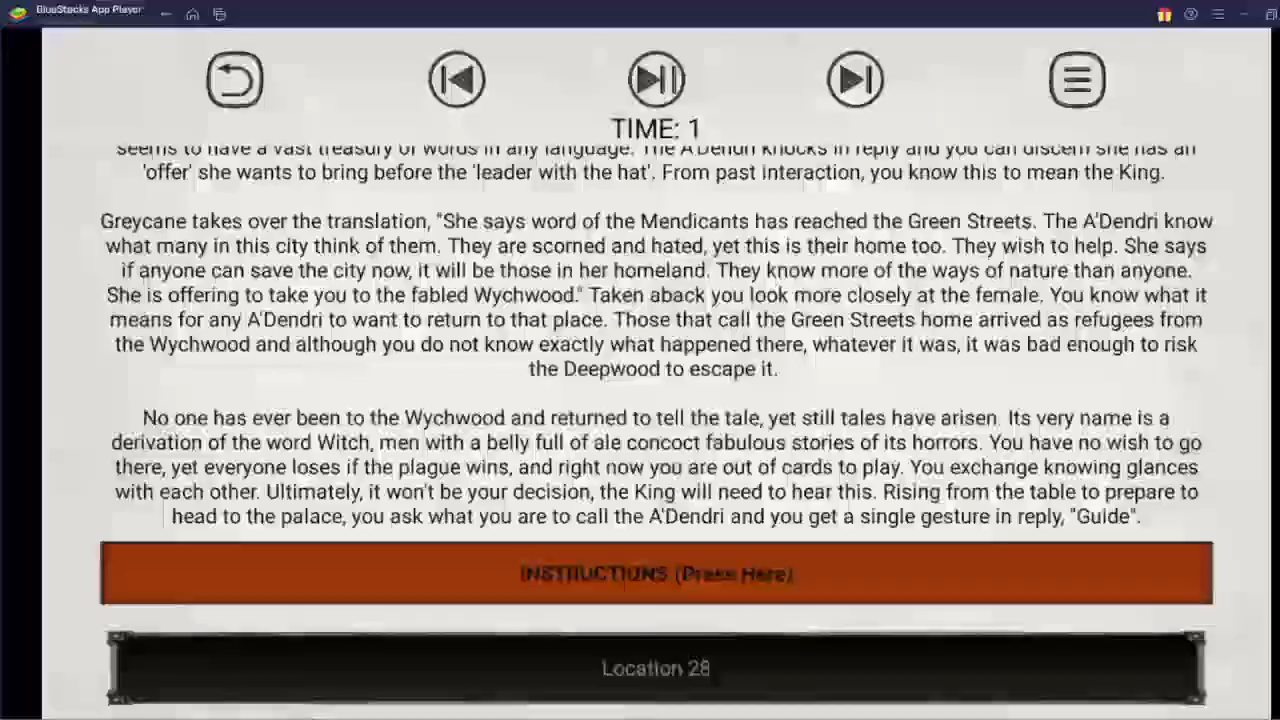 BlueStacks App Player
TIME: 1
seems to have a vast treasury of words in any language. The A'Dendri knocks in reply and you can discern she has an
'offer' she wants to bring before the 'leader with the hat'. From past interaction, you know this to mean the King.
Greycane takes over the translation, "She says word of the Mendicants has reached the Green Streets. The A'Dendri know
what many in this city think of them. They are scorned and hated, yet this is their home too. They wish to help. She says
if anyone can save the city now, it will be those in her homeland. They know more of the ways of nature than anyone.
She is offering to take you to the fabled Wychwood." Taken aback you look more closely at the female. You know what it
means for any A'Dendri to want to return to that place. Those that call the Green Streets home arrived as refugees from
the Wychwood and although you do not know exactly what happened there, whatever it was, it was bad enough to risk
the Deepwood to escape it.
No one has ever been to the Wychwood and returned to tell the tale, yet still tales have arisen. Its very name is a
derivation of the word Witch, men with a belly full of ale concoct fabulous stories of its horrors. You have no wish to go
there, yet everyone loses if the plague wins, and right now you are out of cards to play. You exchange knowing glances
with each other. Ultimately, it won't be your decision, the King will need to hear this. Rising from the table to prepare to
head to the palace, you ask what you are to call the A'Dendri and you get a single gesture in reply, "Guide".
INSTRUCTIONS (Press Here)
Location 28